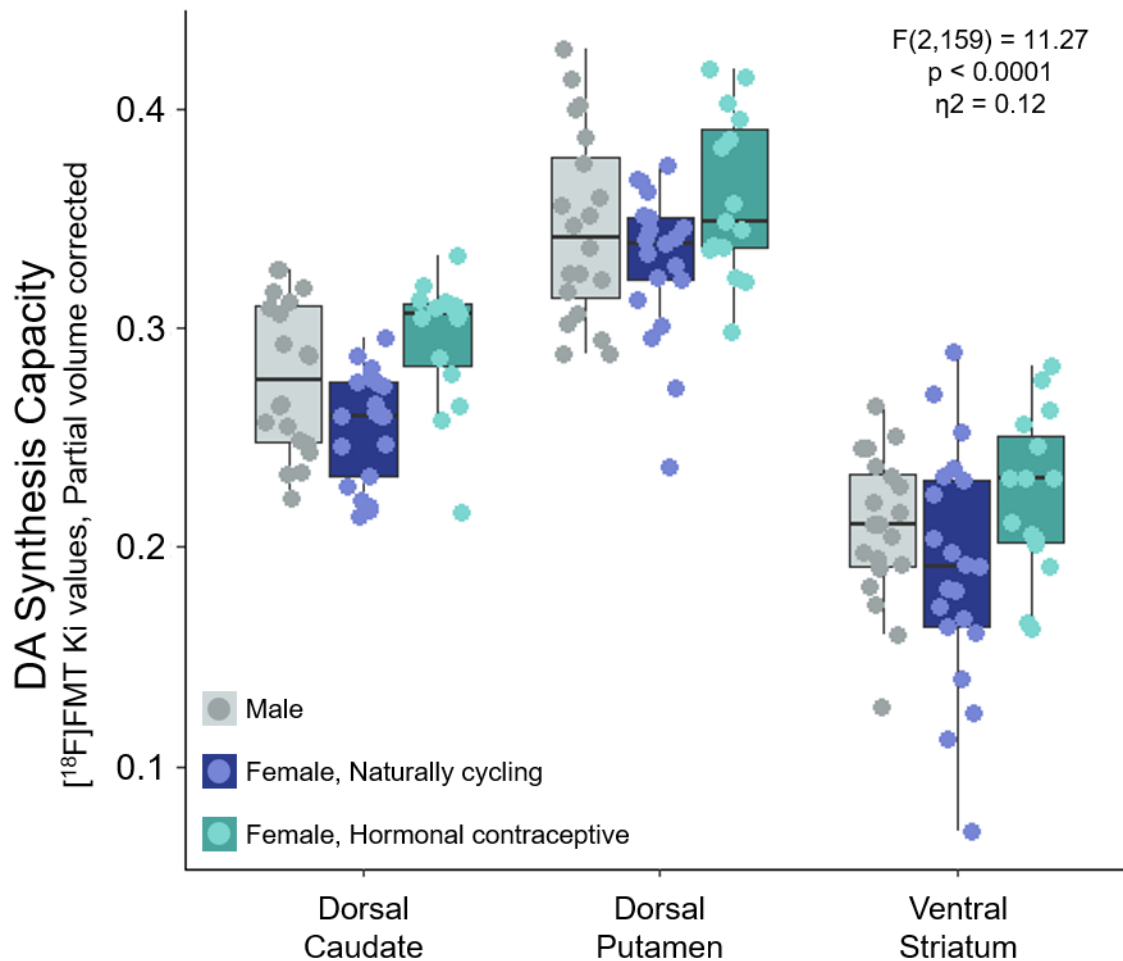 DA Synthesis Capacity
[¹⁸F]FMT Ki values, Partial volume corrected
0.4
0.3
0.2
0.1
F(2,159) = 11.27
p < 0.0001
η2 = 0.12
Male
Female, Naturally cycling
Female, Hormonal contraceptive
Dorsal
Caudate
Dorsal
Putamen
Ventral
Striatum